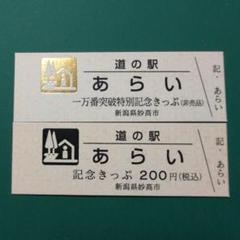 道の駅
あらい
一万番突破特別記念きっぷ(非売品)
新潟県妙高市
記・あらい
道の駅
あらい
記念きっぷ 200円(税込)
新潟県妙高市
記・あらい